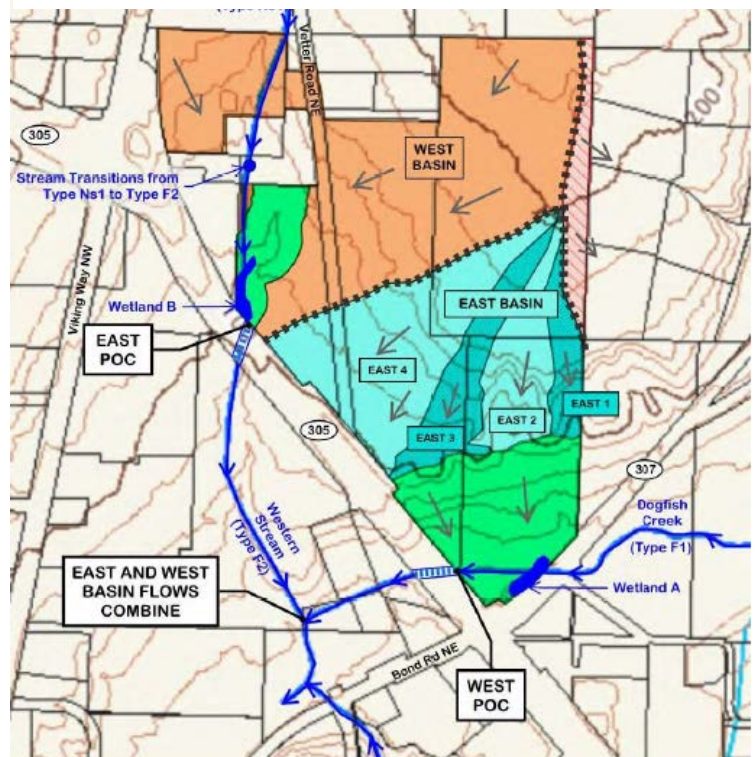 Vetter Road NE
305
WEST
BASIN
200
Stream Transitions from
Type Ns1 to Type F2
Viking Way NW
Wetland B
EAST
POC
EAST BASIN
EAST 4
EAST 2
EAST 1
EAST 3
305
307
Western
Stream
(Type F2)
Dogfish
Creek
(Type F1)
EAST AND WEST
BASIN FLOWS
COMBINE
Wetland A
Bond Rd NE
WEST
POC